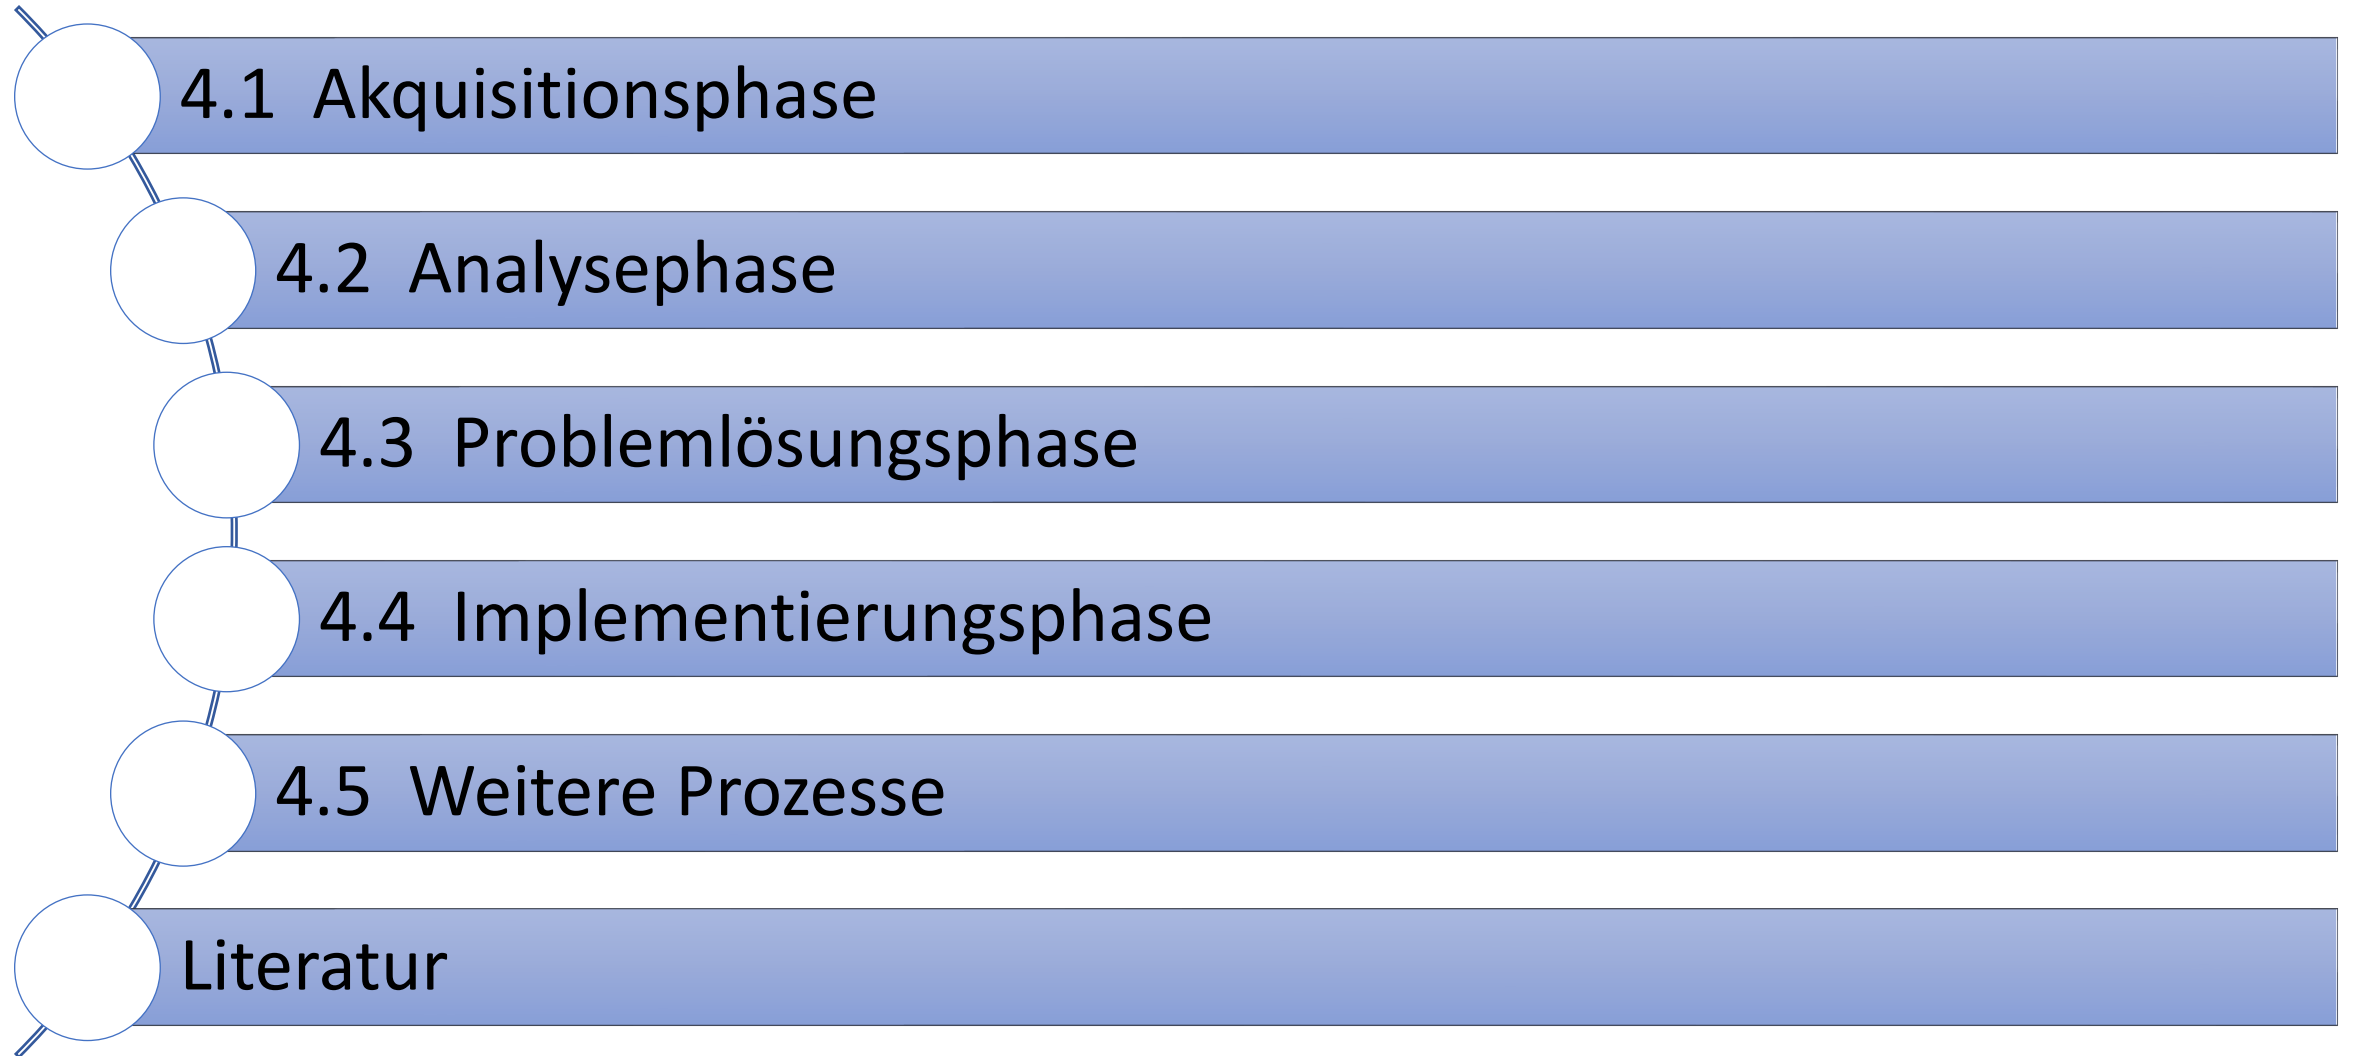 4.1 Akquisitionsphase
4.2 Analysephase
4.3 Problemlösungsphase
4.4 Implementierungsphase
4.5 Weitere Prozesse
Literatur